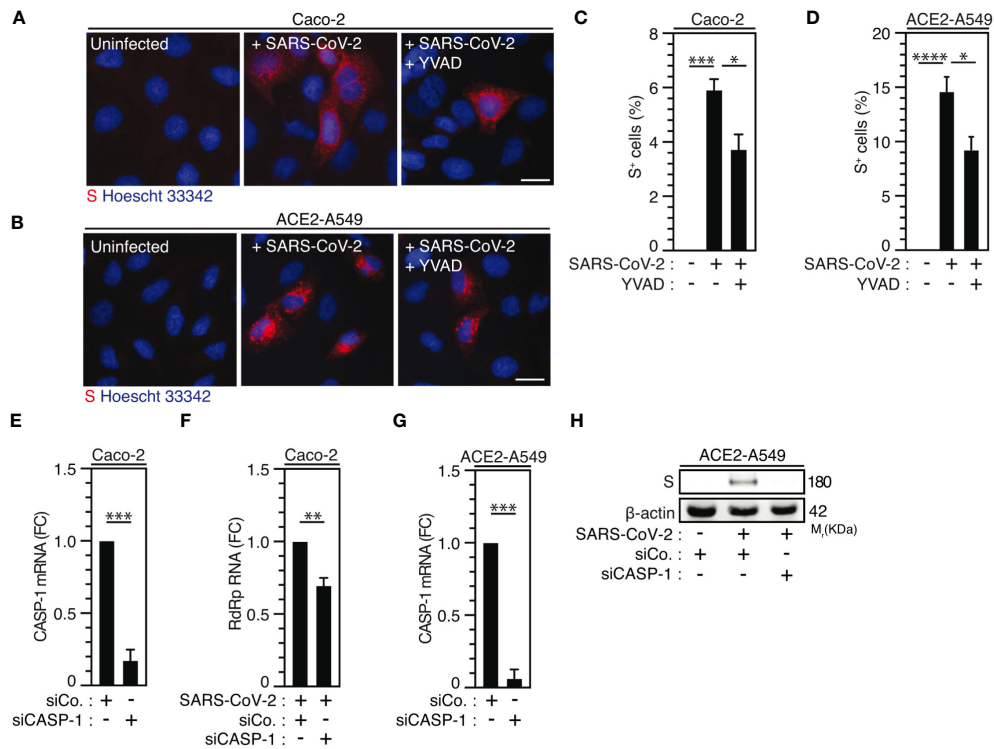 A
Caco-2
Uninfected
+ SARS-CoV-2
+ SARS-CoV-2
+ YVAD
S Hoescht 33342
B
ACE2-A549
Uninfected
+ SARS-CoV-2
+ SARS-CoV-2
+ YVAD
S Hoescht 33342
C
Caco-2
8
6
4
2
0
S+ cells (%)
*** *
SARS-CoV-2 : - + +
YVAD : - - +
D
ACE2-A549
20
15
10
5
0
S+ cells (%)
**** *
SARS-CoV-2 : - + +
YVAD : - - +
E
Caco-2
1.5
1.0
0.5
0
CASP-1 mRNA (FC)
***
siCo. : + -
siCASP-1 : - +
F
Caco-2
1.5
1.0
0.5
0
RdRp RNA (FC)
**
SARS-CoV-2 : + +
siCo. : + -
siCASP-1 : - +
G
ACE2-A549
1.5
1.0
0.5
0
CASP-1 mRNA (FC)
***
siCo. : + -
siCASP-1 : - +
H
ACE2-A549
S 180
β-actin 42
Mr(KDa)
SARS-CoV-2 : - + +
siCo. : + + -
siCASP-1 : - - +